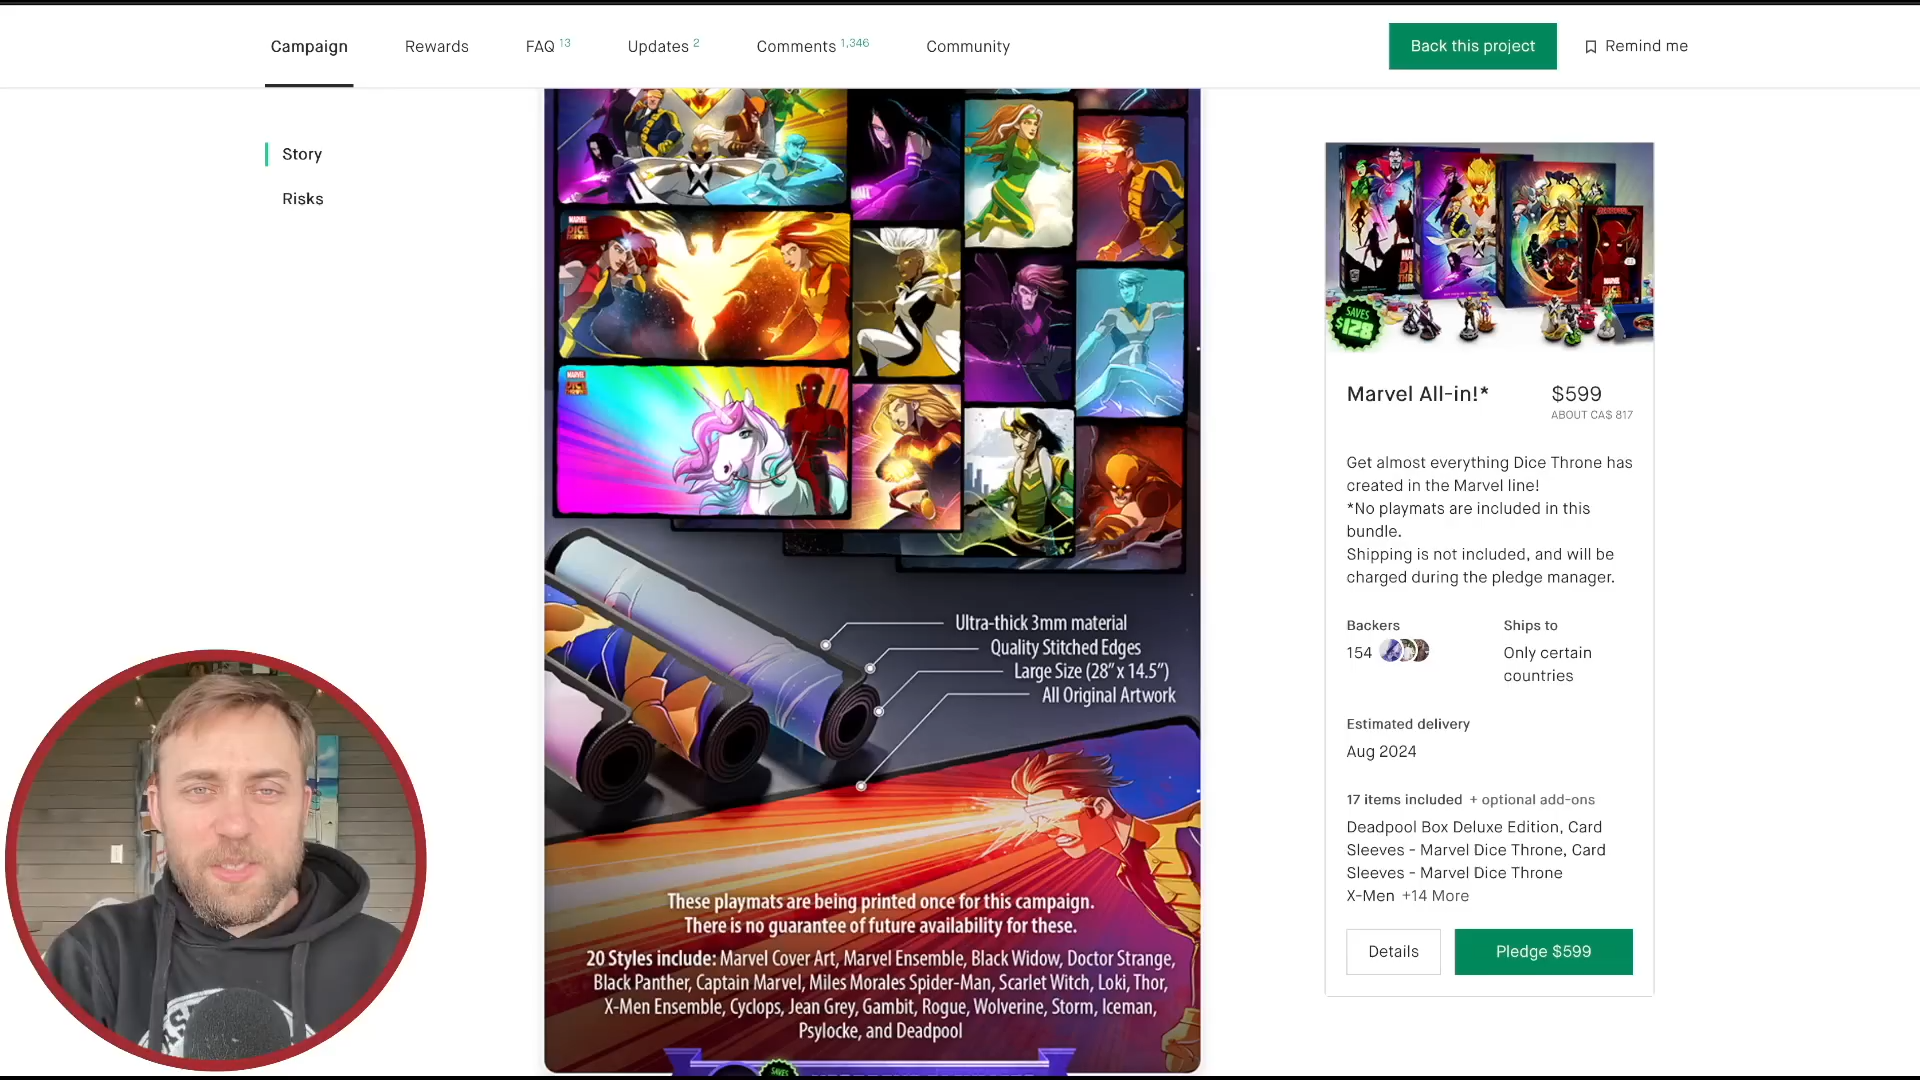 Campaign
Rewards
FAQ 13
Updates 2
Comments 1,346
Community
Back this project
Remind me
Story
Risks
MARVEL
DICE
THRONE
MARVEL
Ultra-thick 3mm material
Quality Stitched Edges
Large Size (28" x 14.5")
All Original Artwork
These playmats are being printed once for this campaign.
There is no guarantee of future availability for these.
20 Styles include: Marvel Cover Art, Marvel Ensemble, Black Widow, Doctor Strange,
Black Panther, Captain Marvel, Miles Morales Spider-Man, Scarlet Witch, Loki, Thor,
X-Men Ensemble, Cyclops, Jean Grey, Gambit, Rogue, Wolverine, Storm, Iceman,
Psylocke, and Deadpool
SAVES
SAVES
$128
Marvel All-in!*
$599
ABOUT CA$ 817
Get almost everything Dice Throne has
created in the Marvel line!
*No playmats are included in this
bundle.
Shipping is not included, and will be
charged during the pledge manager.
Backers
154
Ships to
Only certain
countries
Estimated delivery
Aug 2024
17 items included + optional add-ons
Deadpool Box Deluxe Edition, Card
Sleeves - Marvel Dice Throne, Card
Sleeves - Marvel Dice Throne
X-Men +14 More
Details
Pledge $599